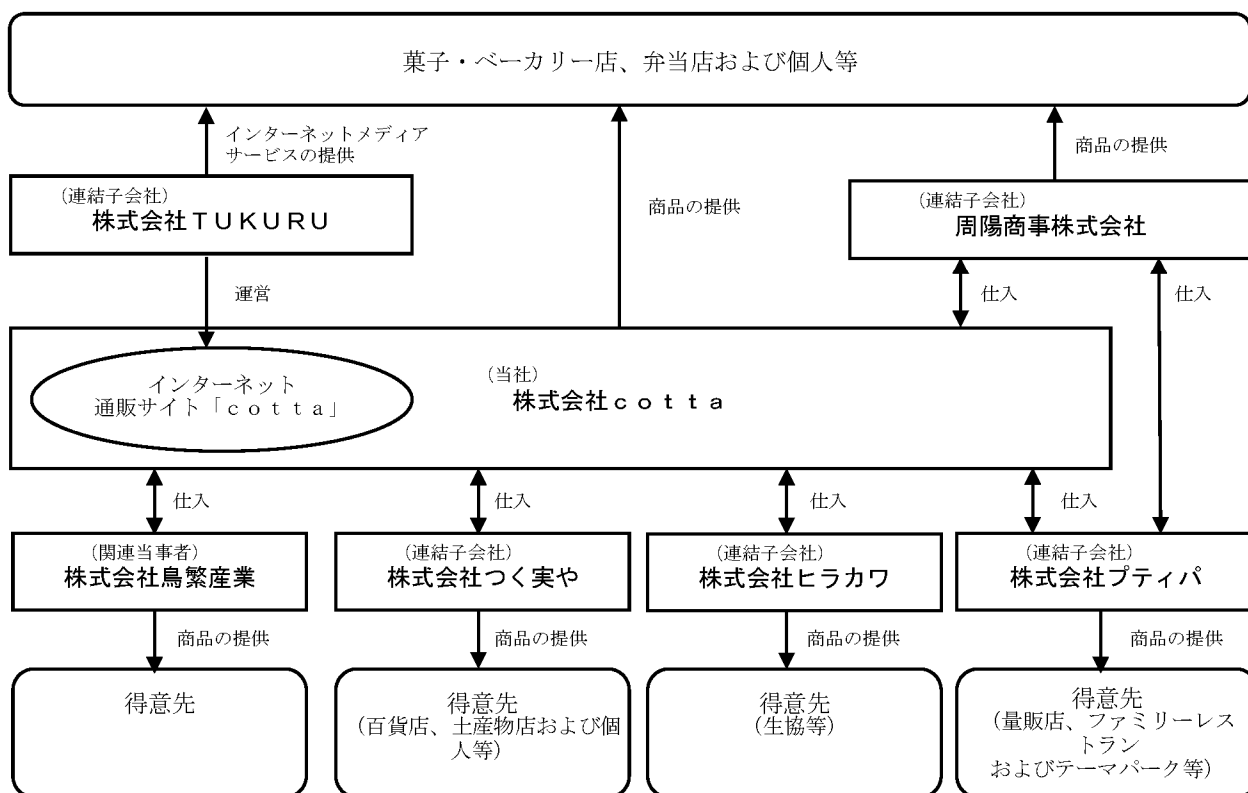 菓子・ベーカリー店、弁当店および個人等
インターネットメディア
サービスの提供
商品の提供
商品の提供
（連結子会社）
株式会社ＴＵＫＵＲＵ
（連結子会社）
周陽商事株式会社
運営
仕入
仕入
インターネット
通販サイト「ｃｏｔｔａ」
（当社）
株式会社ｃｏｔｔａ
仕入
仕入
仕入
仕入
（関連当事者）
株式会社鳥繁産業
（連結子会社）
株式会社つく実や
（連結子会社）
株式会社ヒラカワ
（連結子会社）
株式会社プティパ
商品の提供
商品の提供
商品の提供
商品の提供
得意先
得意先
（百貨店、土産物店および個
人等）
得意先
（生協等）
得意先
（量販店、ファミリーレス
トラン
およびテーマパーク等）